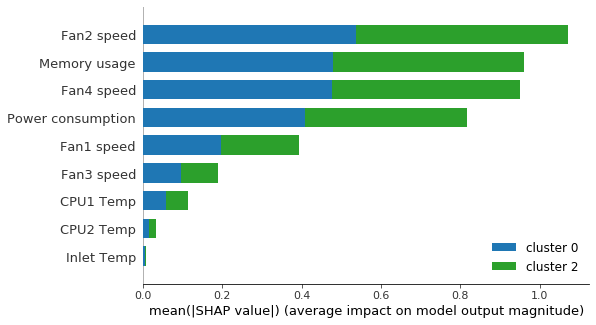 Fan2 speed
Memory usage
Fan4 speed
Power consumption
Fan1 speed
Fan3 speed
CPU1 Temp
CPU2 Temp
Inlet Temp
cluster 0
cluster 2
0.0 0.2 0.4 0.6 0.8 1.0
mean(|SHAP value|) (average impact on model output magnitude)